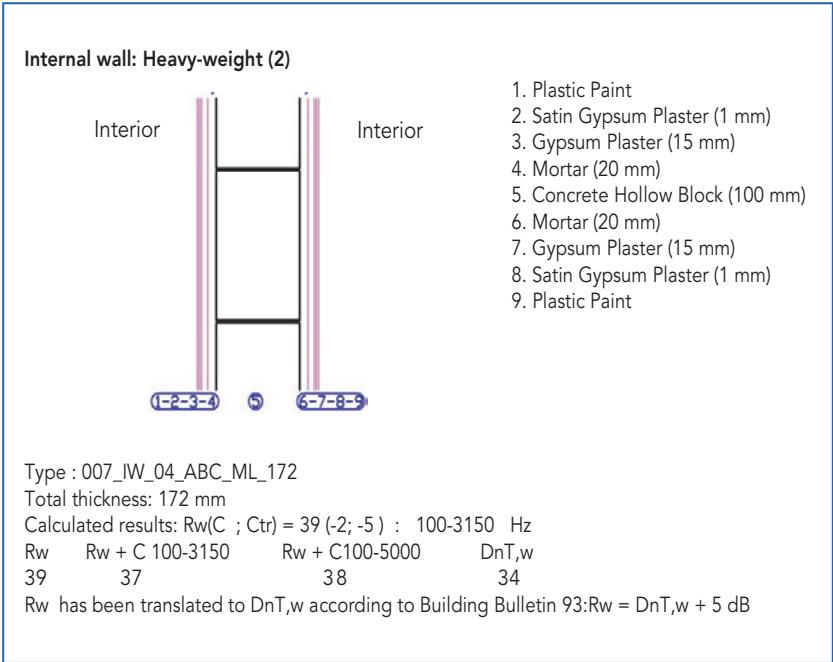 Internal wall: Heavy-weight (2)
Interior
Interior
1. Plastic Paint
2. Satin Gypsum Plaster (1 mm)
3. Gypsum Plaster (15 mm)
4. Mortar (20 mm)
5. Concrete Hollow Block (100 mm)
6. Mortar (20 mm)
7. Gypsum Plaster (15 mm)
8. Satin Gypsum Plaster (1 mm)
9. Plastic Paint
1-2-3-4 5 6-7-8-9
Type : 007_IW_04_ABC_ML_172
Total thickness: 172 mm
Calculated results: Rw(C ; Ctr) = 39 (-2; -5 ) : 100-3150 Hz
Rw Rw + C 100-3150 Rw + C100-5000 DnT,w
39 37 38 34
Rw has been translated to DnT,w according to Building Bulletin 93:Rw = DnT,w + 5 dB